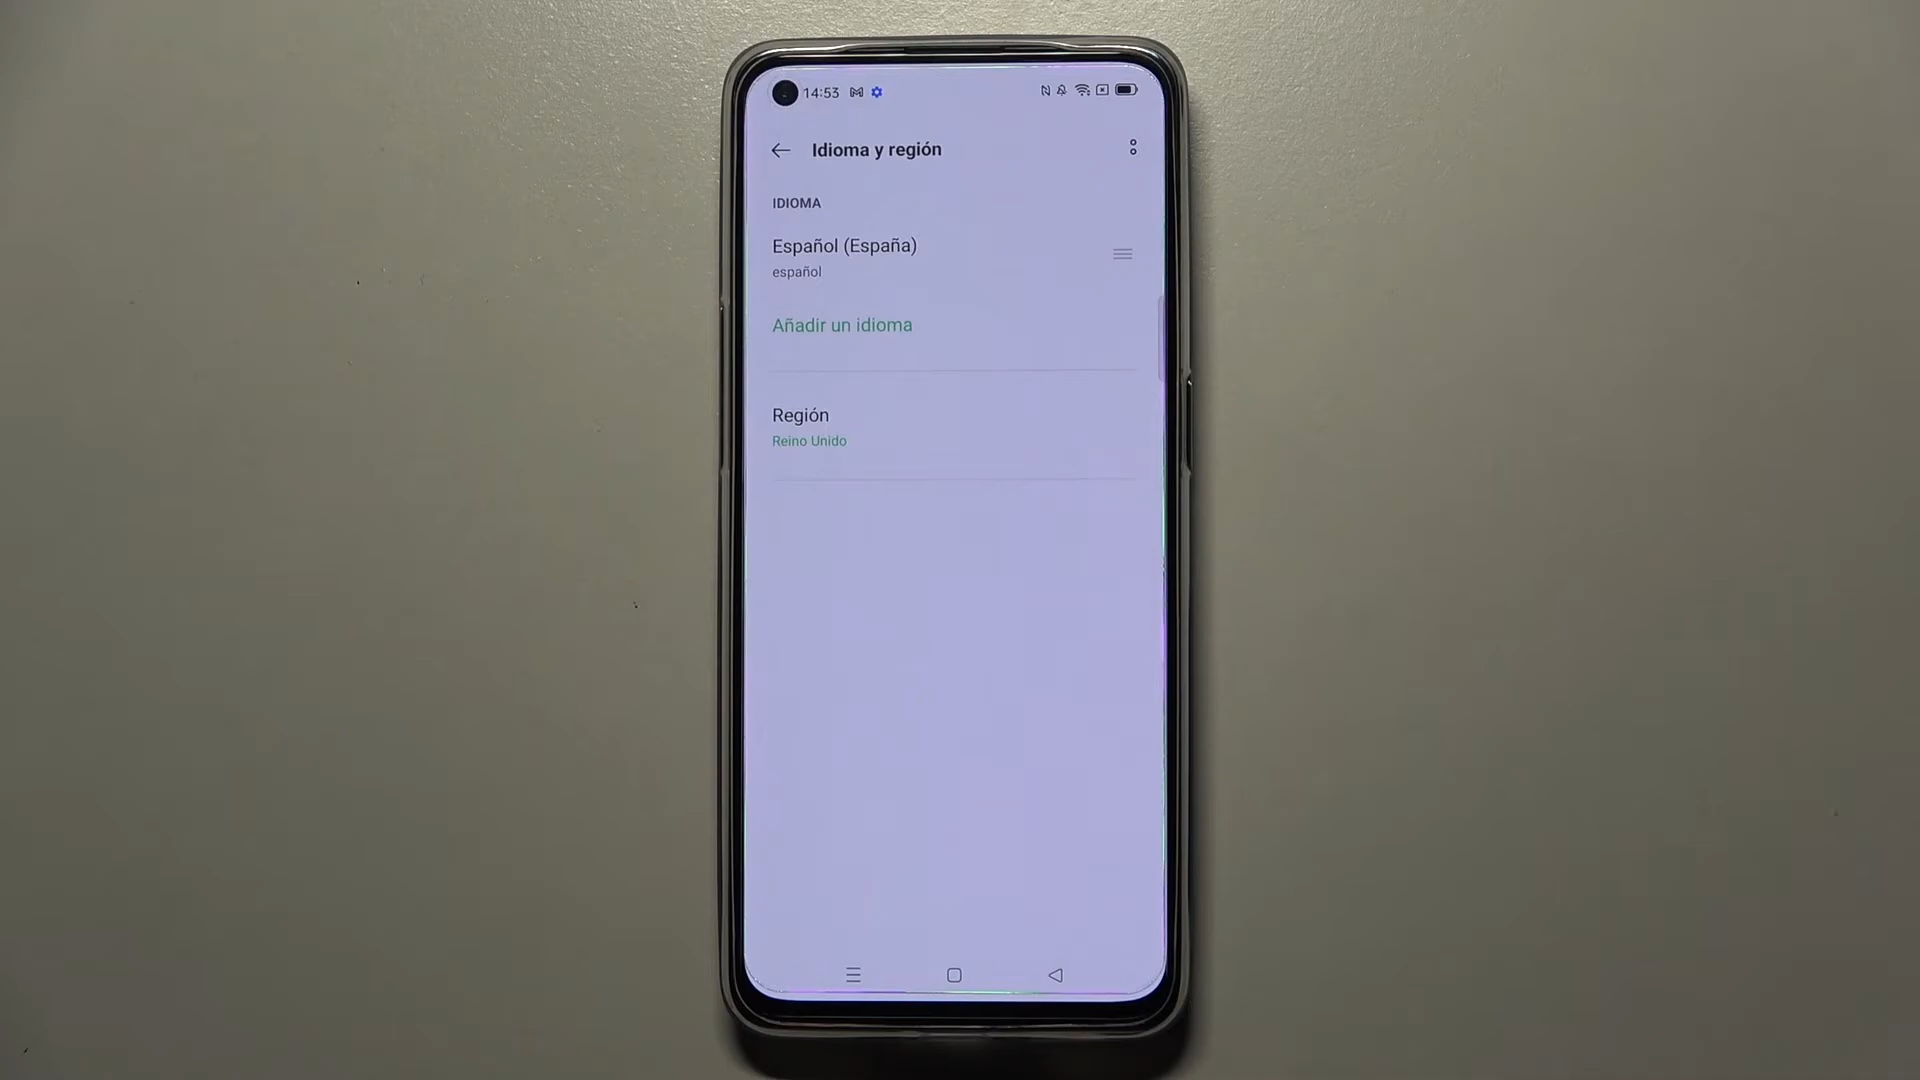 14:53
Idioma y región
IDIOMA
Español (España)
español
Añadir un idioma
Región
Reino Unido